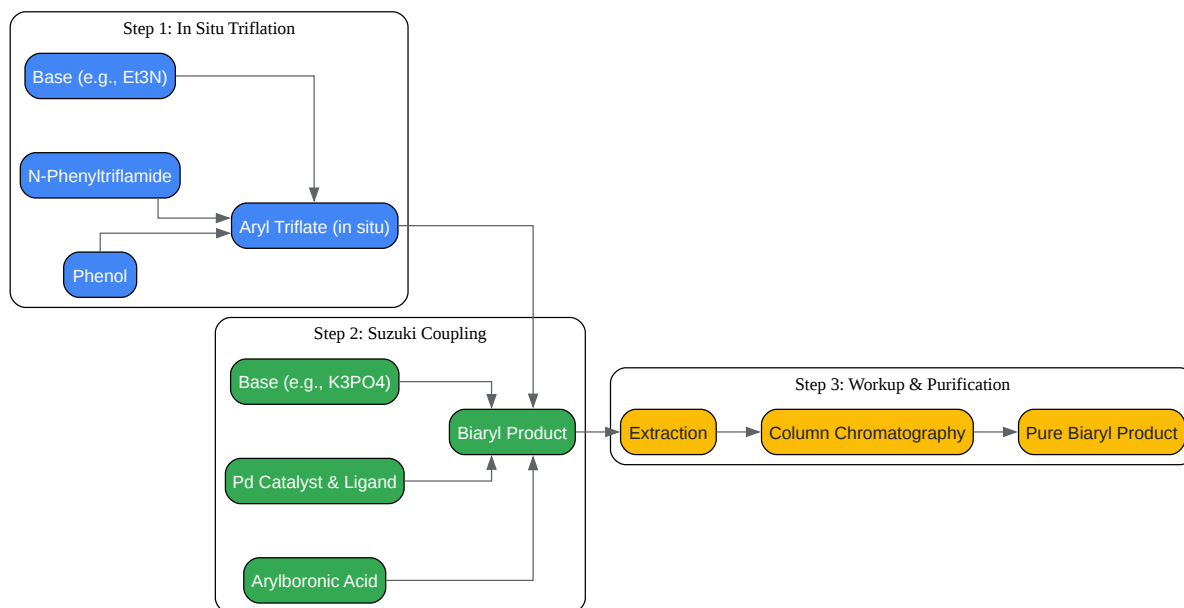 Step 1: In Situ Triflation
Base (e.g., Et3N)
N-Phenyltriflamide
Aryl Triflate (in situ)
Phenol
Step 2: Suzuki Coupling
Base (e.g., K3PO4)
Biaryl Product
Pd Catalyst & Ligand
Arylboronic Acid
Step 3: Workup & Purification
Extraction
Column Chromatography
Pure Biaryl Product